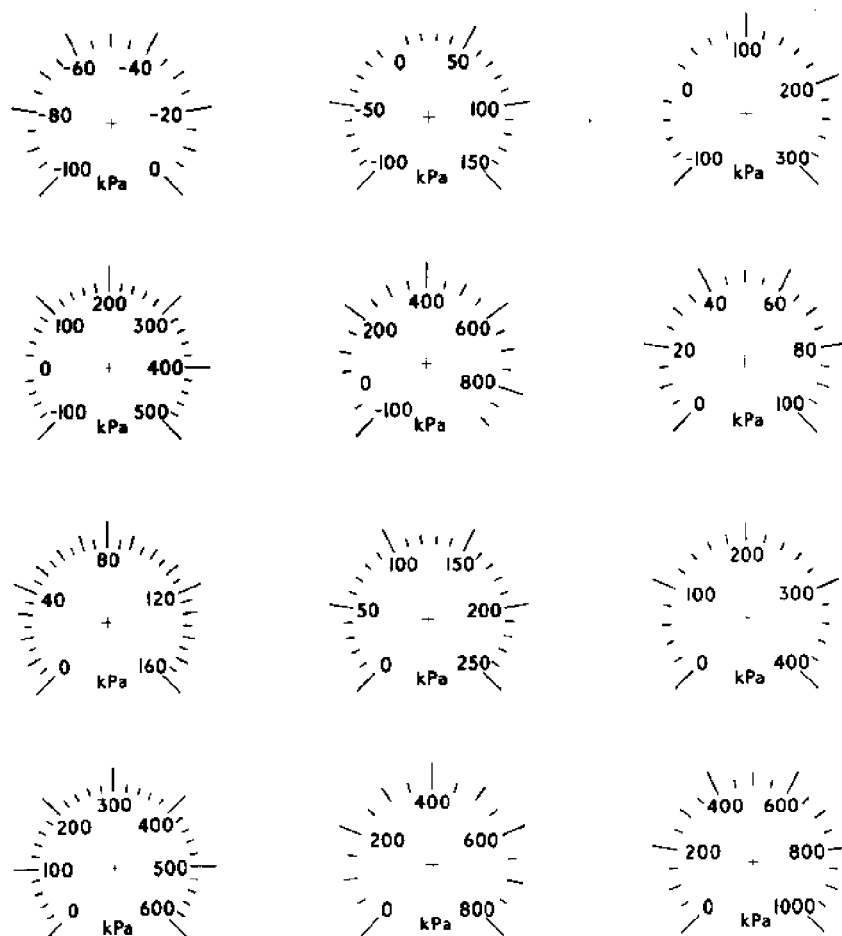 -60 -40
-80 -20
-100 kPa 0
0 50
-50 100
-100 kPa 150
100
0 200
-100 kPa 300
200
100 300
0 400
-100 kPa 500
400
200 600
0 800
-100 kPa
40 60
20 80
0 kPa 100
80
40 120
0 kPa 160
100 150
50 200
0 kPa 250
200
100 300
0 kPa 400
300
200 400
100 500
0 kPa 600
400
200 600
0 kPa 800
400 600
200 800
0 kPa 1000